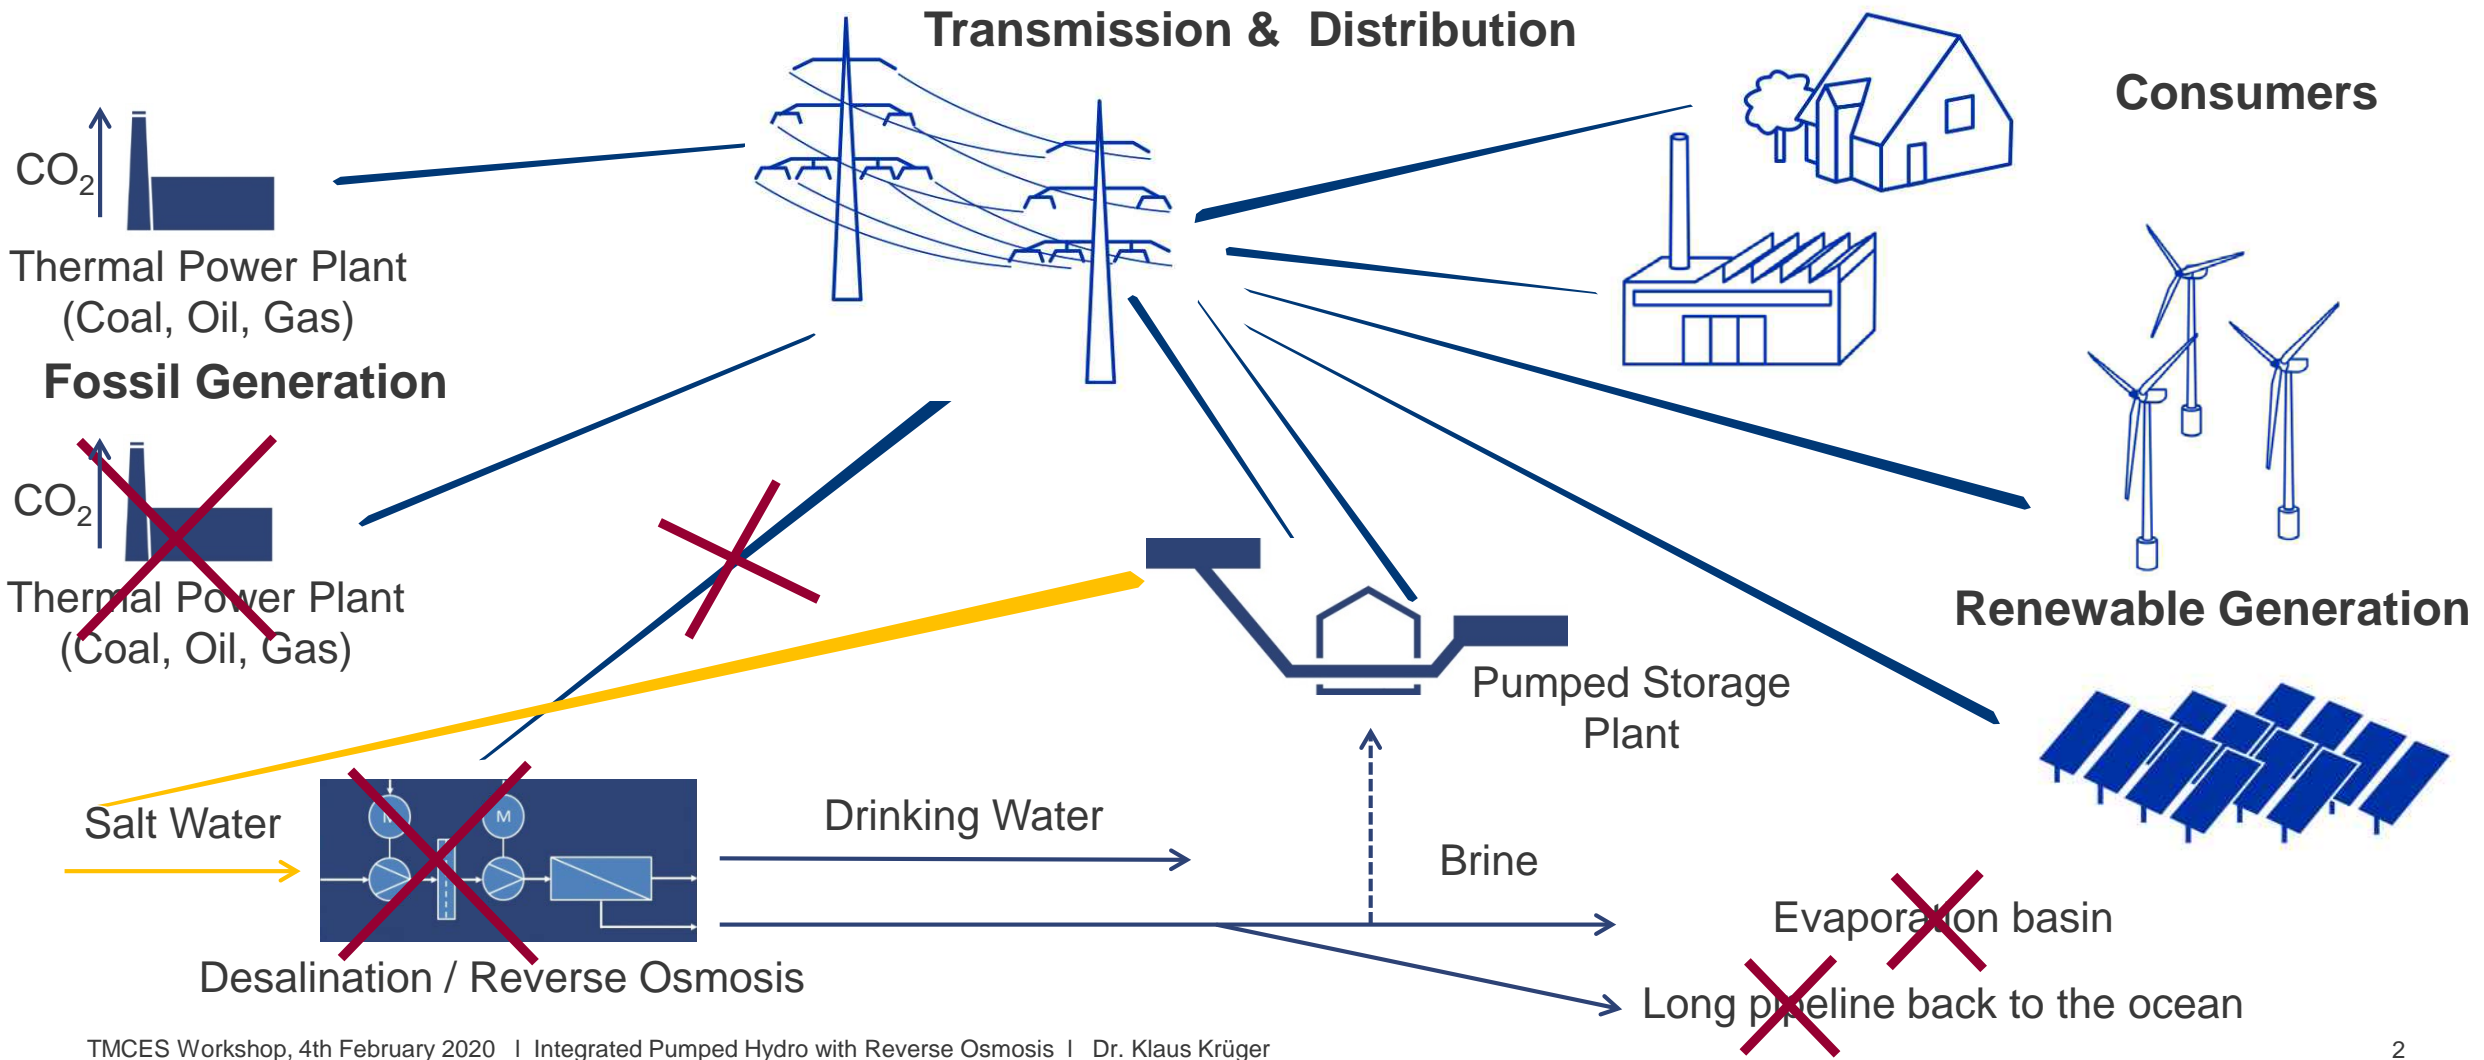 Transmission &  Distribution
Consumers
CO2
Thermal Power Plant
(Coal, Oil, Gas)
Fossil Generation
CO2
Thermal Power Plant
(Coal, Oil, Gas)
Renewable Generation
Pumped Storage
Plant
Salt Water
M
M
Drinking Water
Brine
Evaporation basin
Desalination / Reverse Osmosis
Long pipeline back to the ocean
TMCES Workshop, 4th February 2020 I Integrated Pumped Hydro with Reverse Osmosis I Dr. Klaus Krüger
2